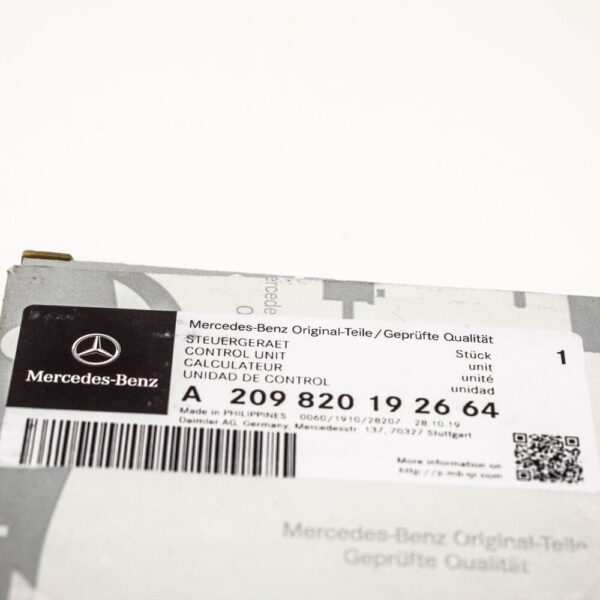 Mercedes-Benz Original-Teile/Geprüfte Qualität
STEUERGERAET Stück 1
CONTROL UNIT unit
CALCULATEUR unité
UNIDAD DE CONTROL unidad
Mercedes-Benz
A 209 820 19 26 64
Made in PHILIPPINES 0060/1910/28207 28.10.19
Daimler AG, Germany, Mercedesstr. 137, 70327 Stuttgart
More information on
Mercedes-Benz Original-Teile
Geprüfte Qualität